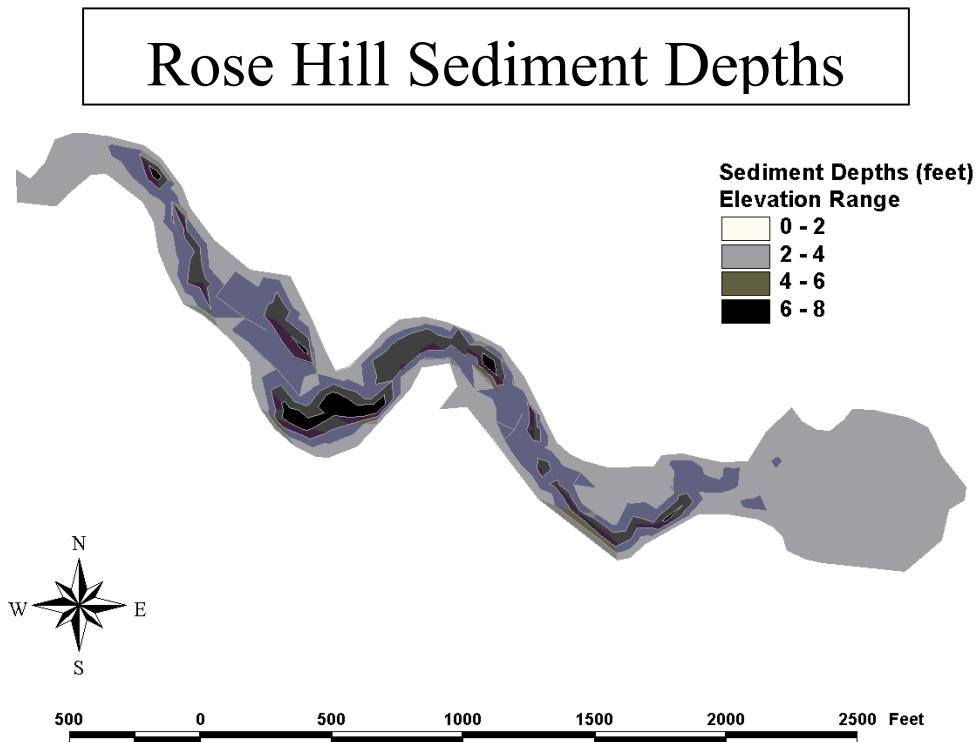 Rose Hill Sediment Depths
Sediment Depths (feet)
Elevation Range
0 - 2
2 - 4
4 - 6
6 - 8
N
W E
S
500 0 500 1000 1500 2000 2500 Feet